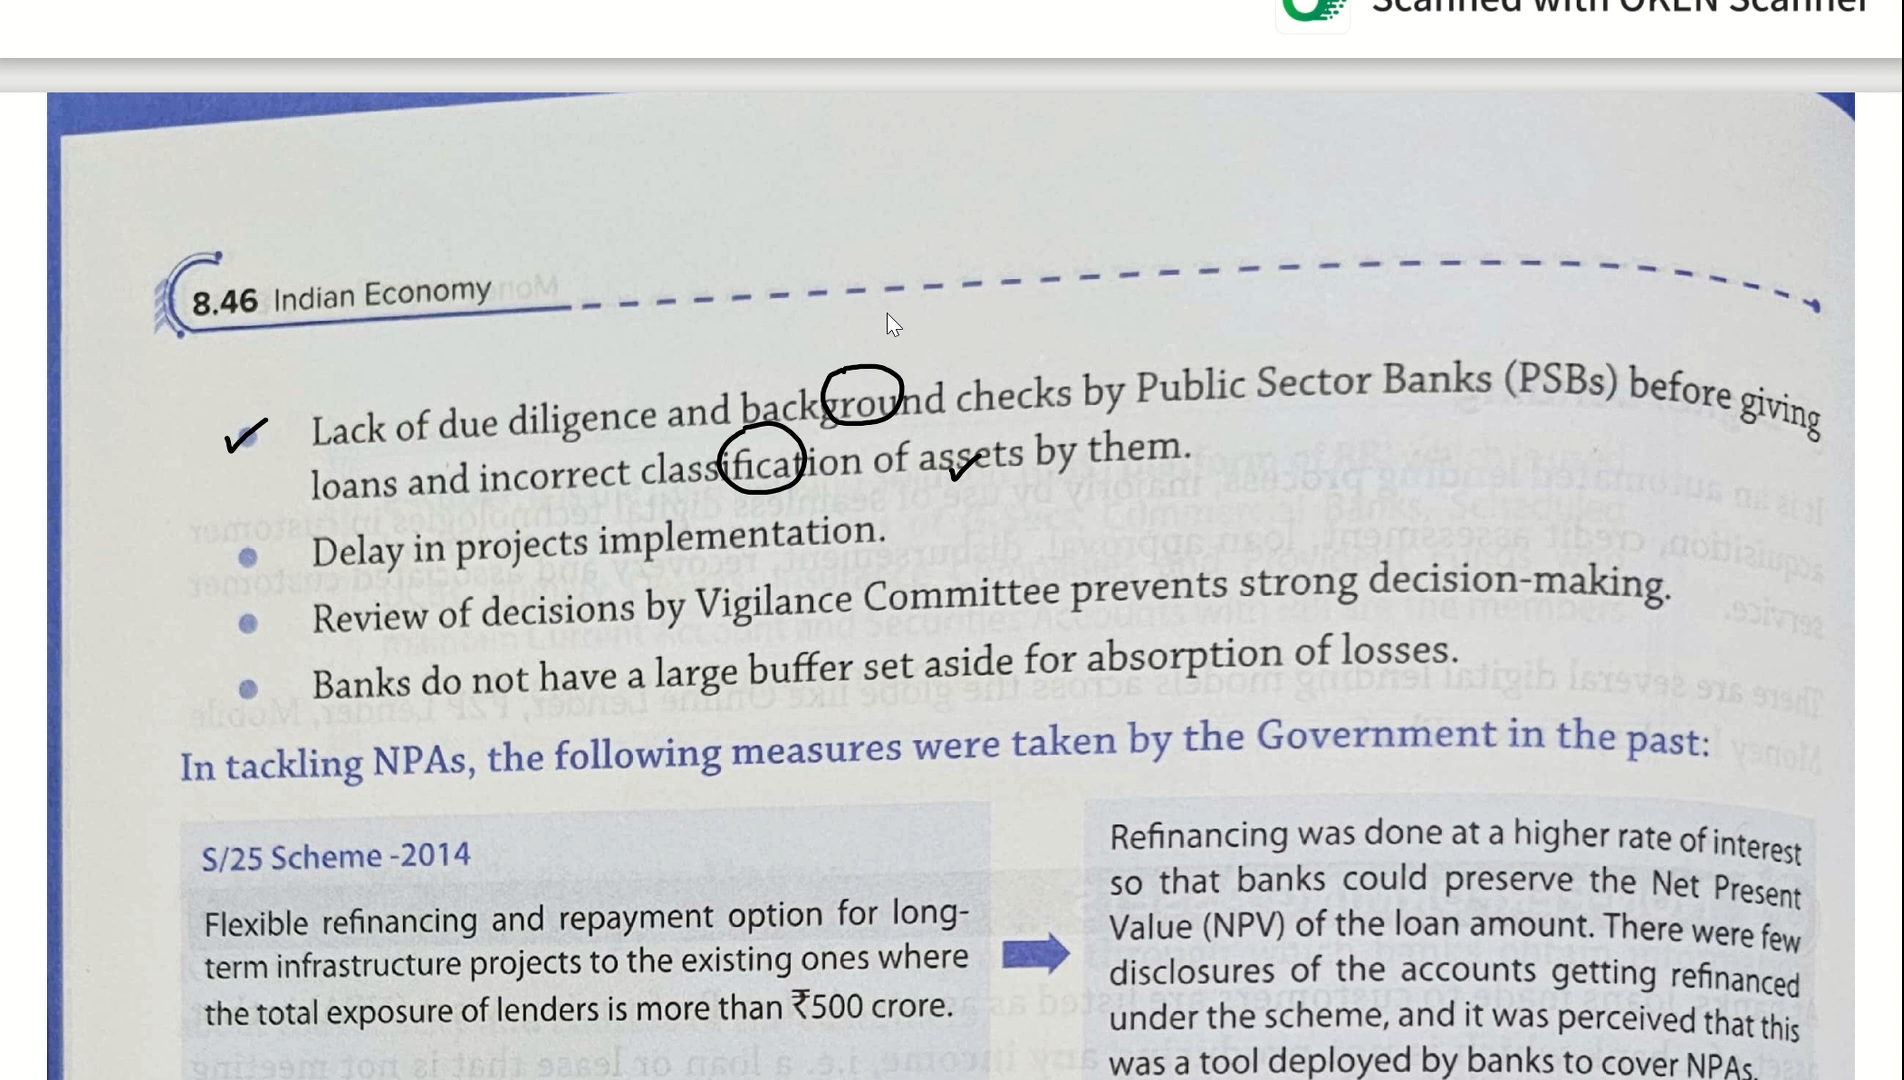 Scanned with OKEN Scanner
8.46 Indian Economy
Lack of due diligence and background checks by Public Sector Banks (PSBs) before giving
loans and incorrect classification of assets by them.
Delay in projects implementation.
Review of decisions by Vigilance Committee prevents strong decision-making.
Banks do not have a large buffer set aside for absorption of losses.
In tackling NPAs, the following measures were taken by the Government in the past:
S/25 Scheme -2014
Flexible refinancing and repayment option for long-
term infrastructure projects to the existing ones where
the total exposure of lenders is more than ₹500 crore.
Refinancing was done at a higher rate of interest
so that banks could preserve the Net Present
Value (NPV) of the loan amount. There were few
disclosures of the accounts getting refinanced
under the scheme, and it was perceived that this
was a tool deployed by banks to cover NPAs.